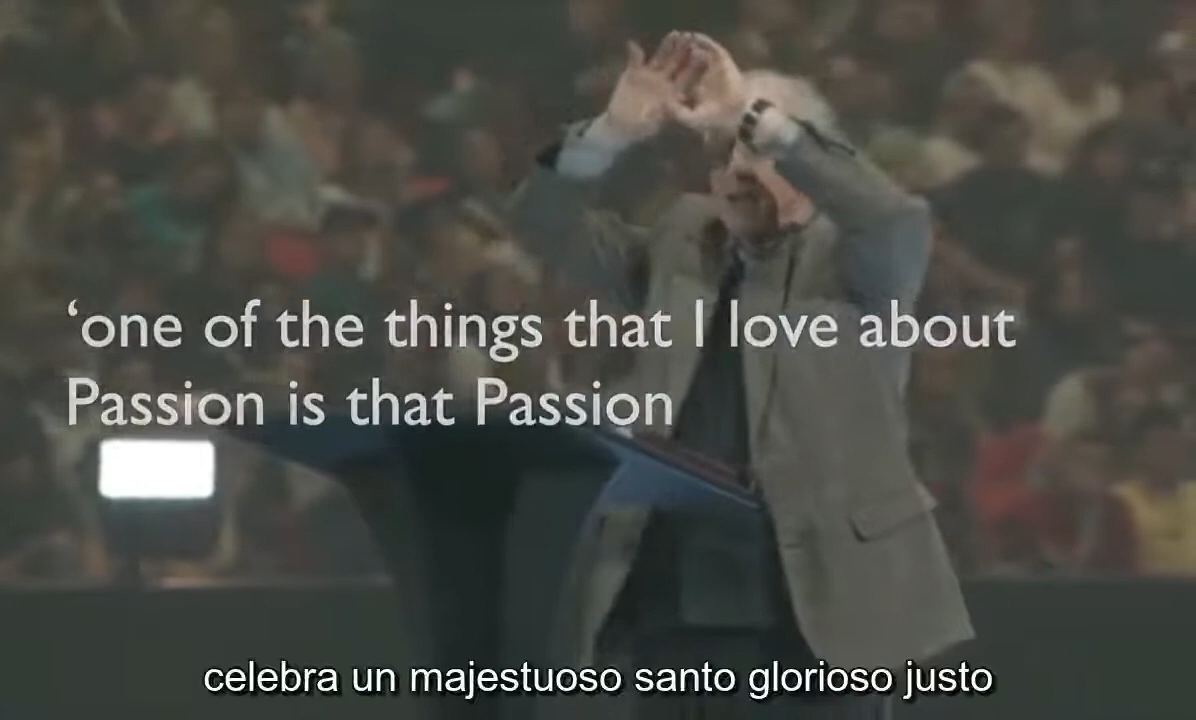 ‘one of the things that I love about
Passion is that Passion
celebra un majestuoso santo glorioso justo